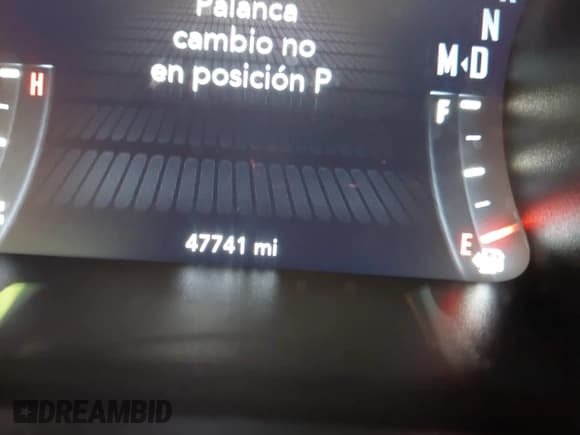 Palanca
cambio no
en posición P
N
M◂D
H
F
E
47741 mi
DREAMBID